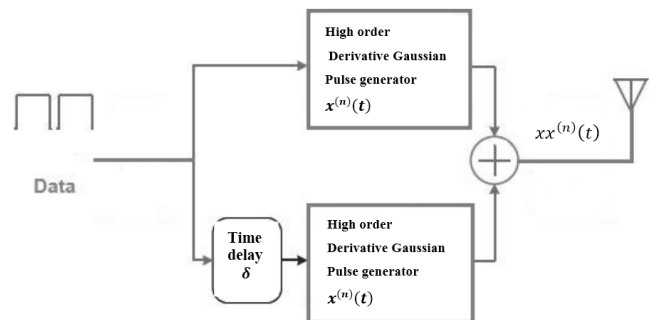 High order
Derivative Gaussian
Pulse generator
x⁽ⁿ⁾(t)
xx⁽ⁿ⁾(t)
Data
Time
delay
δ
High order
Derivative Gaussian
Pulse generator
x⁽ⁿ⁾(t)